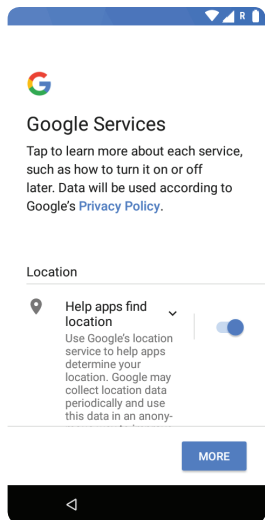 R
Google Services
Tap to learn more about each service,
such as how to turn it on or off
later. Data will be used according to
Google's Privacy Policy.
Location
Help apps find
location
Use Google's location
service to help apps
determine your
location. Google may
collect location data
periodically and use
this data in an anony-
MORE